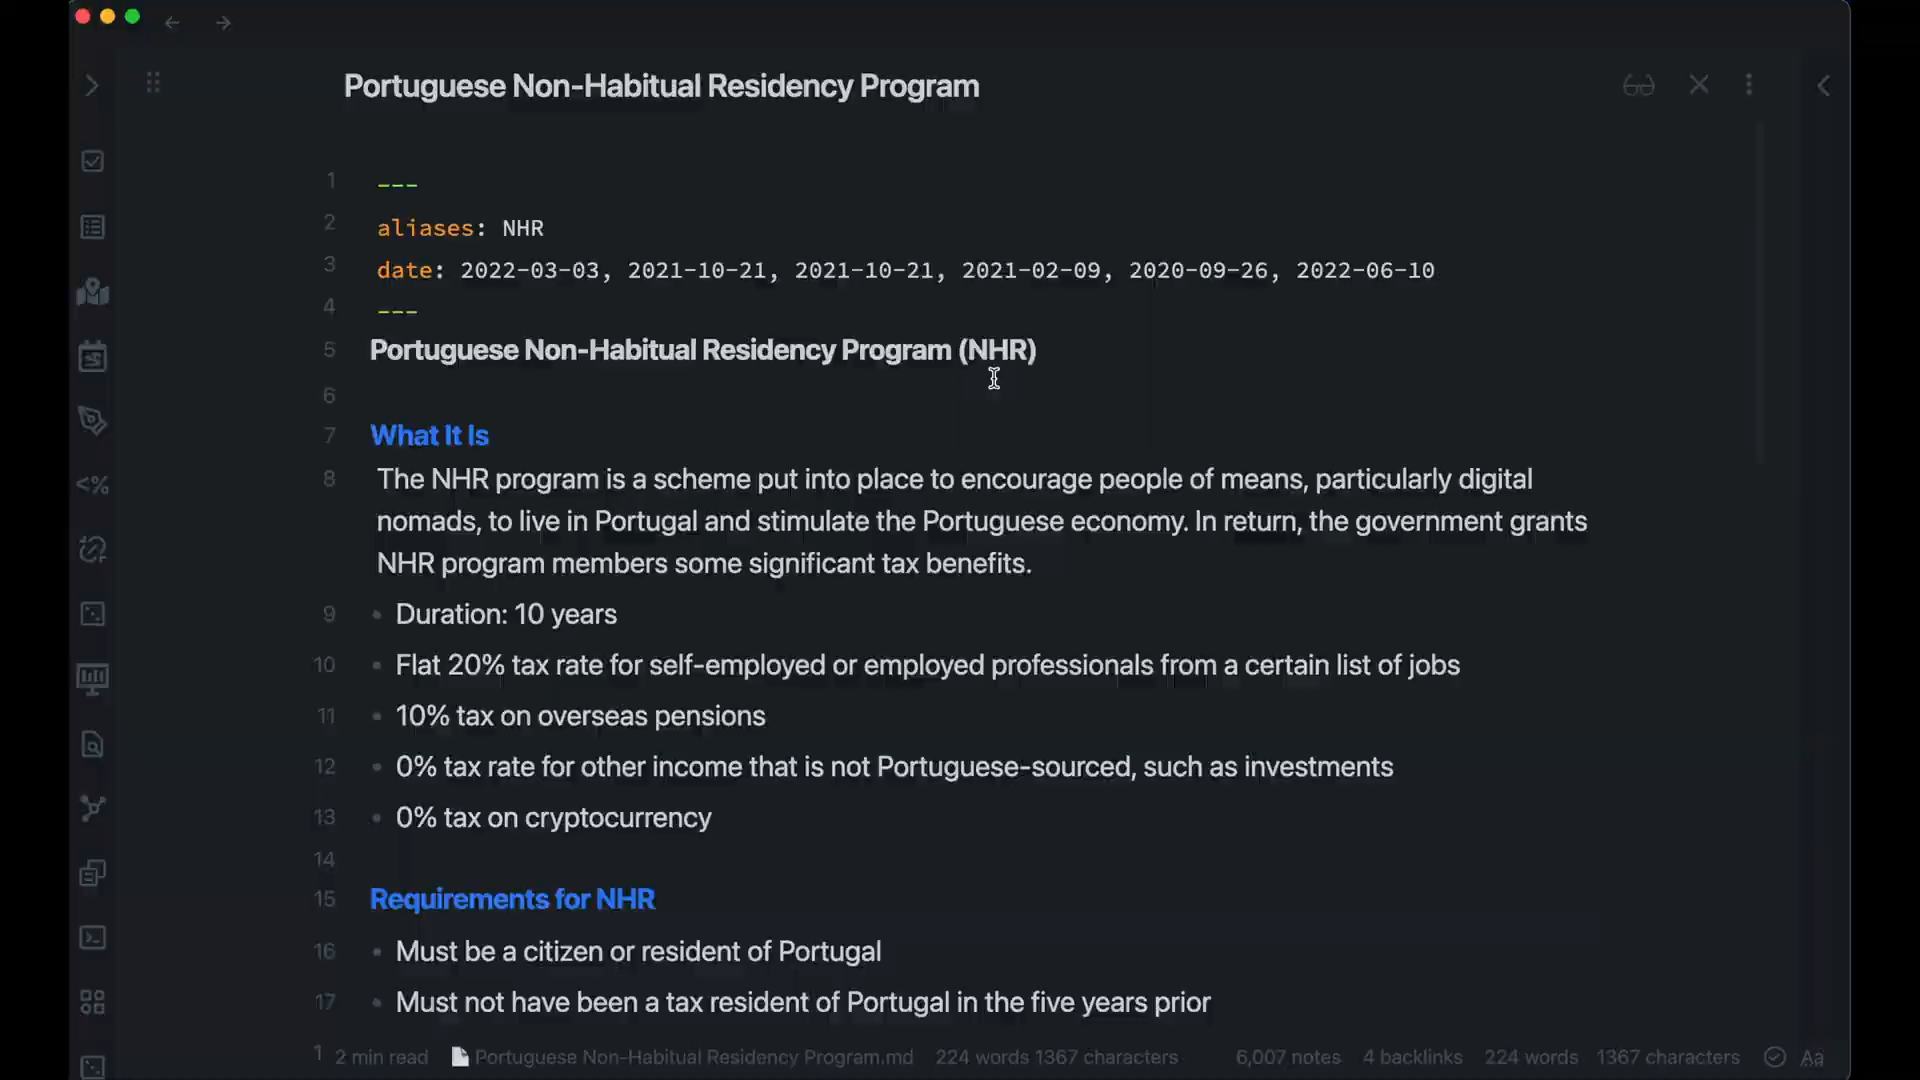 Portuguese Non-Habitual Residency Program
1 ---
2 aliases: NHR
3 date: 2022-03-03, 2021-10-21, 2021-10-21, 2021-02-09, 2020-09-26, 2022-06-10
4 ---
5 Portuguese Non-Habitual Residency Program (NHR)
6
7 What It Is
8 The NHR program is a scheme put into place to encourage people of means, particularly digital
nomads, to live in Portugal and stimulate the Portuguese economy. In return, the government grants
NHR program members some significant tax benefits.
9 • Duration: 10 years
10 • Flat 20% tax rate for self-employed or employed professionals from a certain list of jobs
11 • 10% tax on overseas pensions
12 • 0% tax rate for other income that is not Portuguese-sourced, such as investments
13 • 0% tax on cryptocurrency
14
15 Requirements for NHR
16 • Must be a citizen or resident of Portugal
17 • Must not have been a tax resident of Portugal in the five years prior
1 2 min read Portuguese Non-Habitual Residency Program.md 224 words 1367 characters 6,007 notes 4 backlinks 224 words 1367 characters Aa